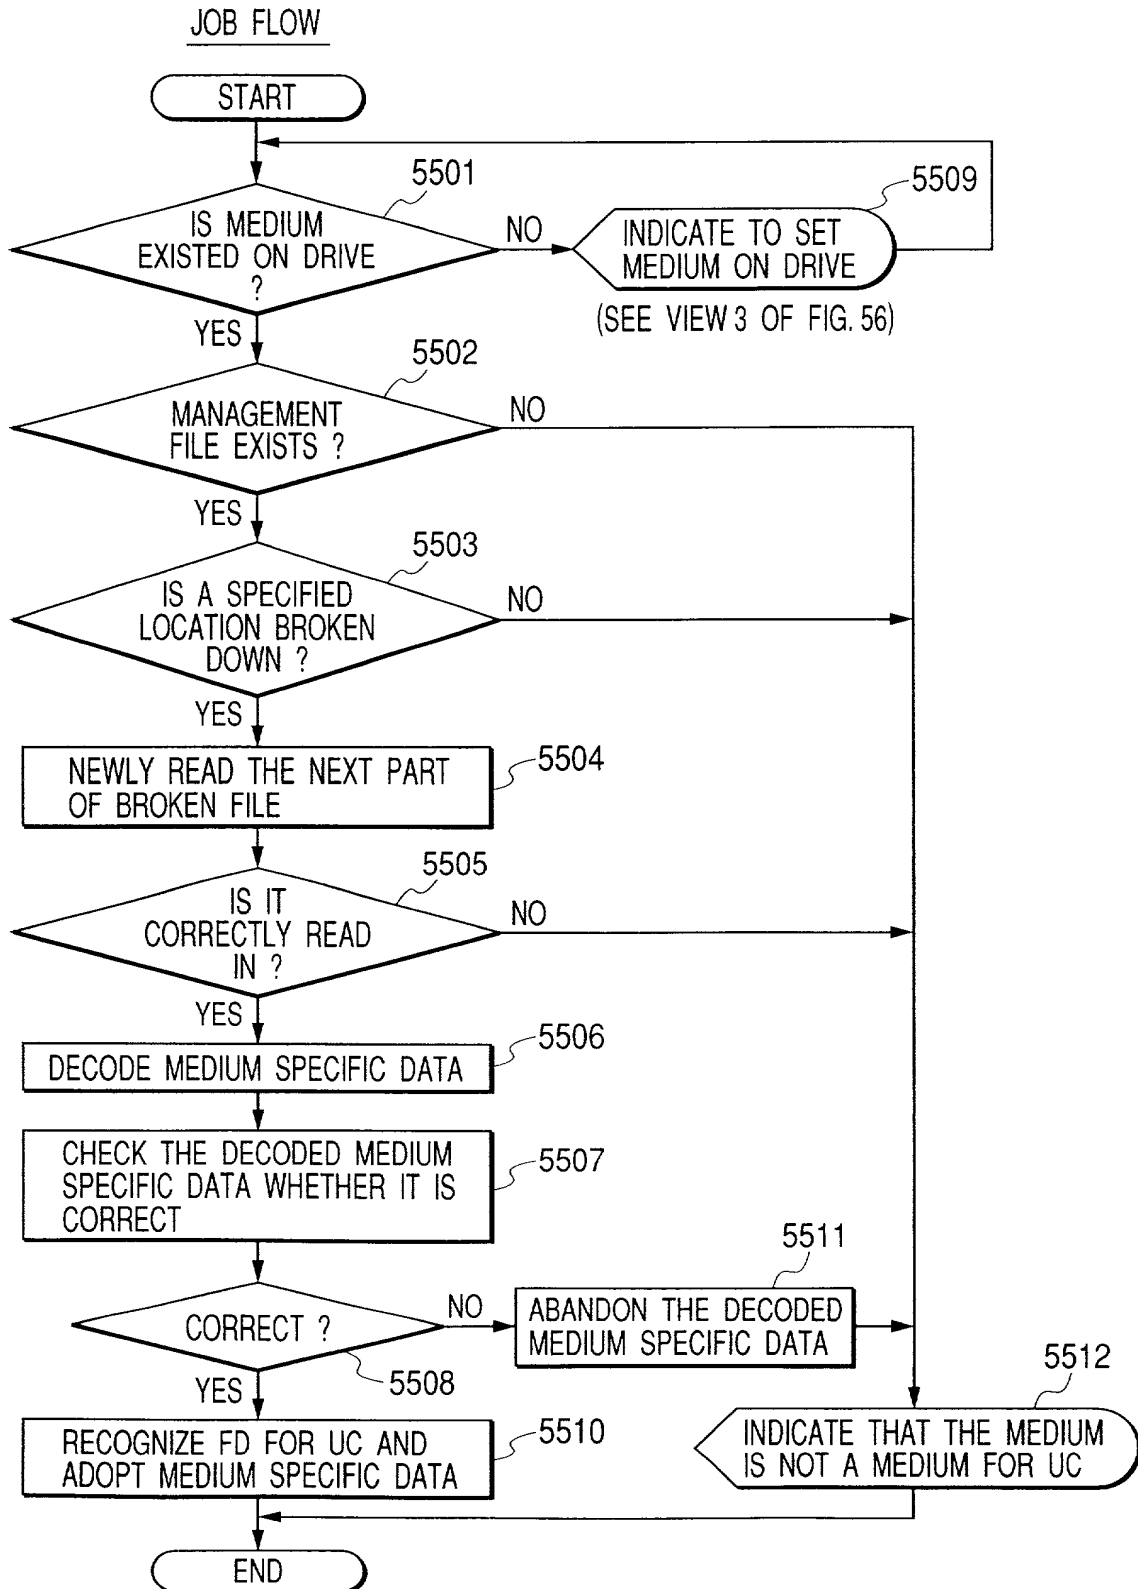 JOB FLOW
START
5501
IS MEDIUM
EXISTED ON DRIVE
?
NO
5509
INDICATE TO SET
MEDIUM ON DRIVE
(SEE VIEW 3 OF FIG. 56)
YES
5502
MANAGEMENT
FILE EXISTS ?
NO
YES
5503
IS A SPECIFIED
LOCATION BROKEN
DOWN ?
NO
YES
5504
NEWLY READ THE NEXT PART
OF BROKEN FILE
5505
IS IT
CORRECTLY READ
IN ?
NO
YES
5506
DECODE MEDIUM SPECIFIC DATA
CHECK THE DECODED MEDIUM
SPECIFIC DATA WHETHER IT IS
CORRECT
5507
CORRECT ?
NO
5511
ABANDON THE DECODED
MEDIUM SPECIFIC DATA
5508
YES
5512
RECOGNIZE FD FOR UC AND
ADOPT MEDIUM SPECIFIC DATA
5510
INDICATE THAT THE MEDIUM
IS NOT A MEDIUM FOR UC
END